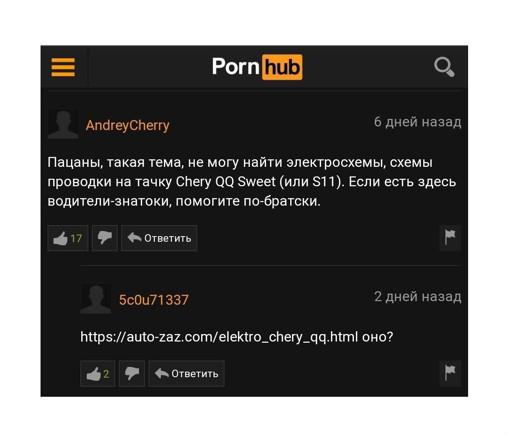 Pornhub
AndreyCherry
6 дней назад
Пацаны, такая тема, не могу найти электросхемы, схемы
проводки на тачку Chery QQ Sweet (или S11). Если есть здесь
водители-знатоки, помогите по-братски.
17
Ответить
5c0u71337
2 дней назад
https://auto-zaz.com/elektro_chery_qq.html оно?
2
Ответить